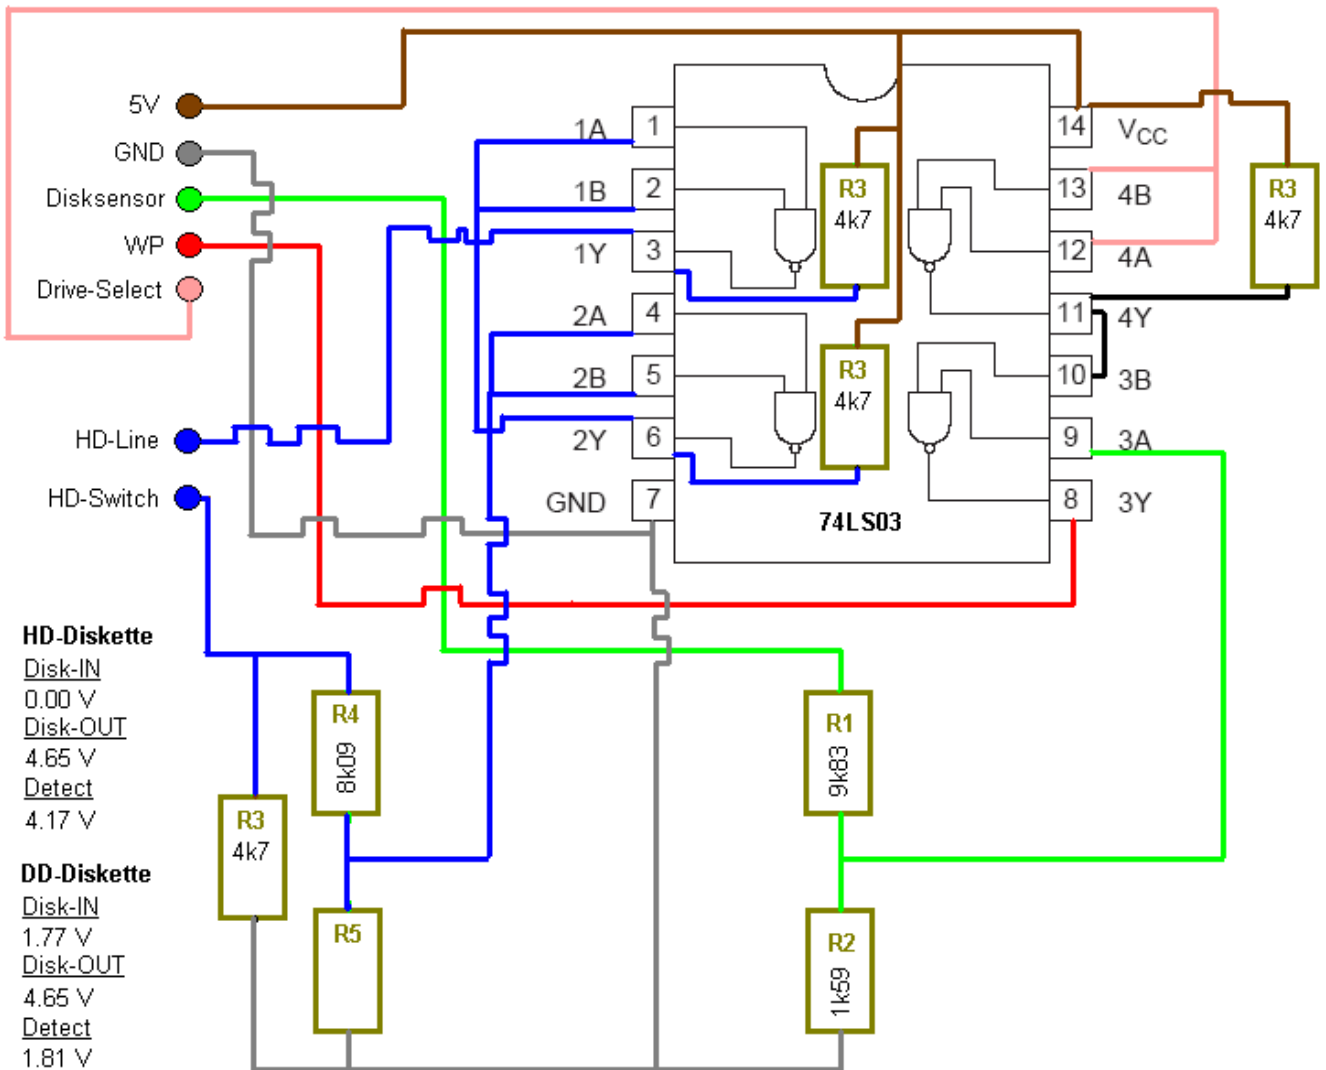 5V
GND
Disksensor
WP
Drive-Select
HD-Line
HD-Switch
1A
1B
1Y
2A
2B
2Y
GND
1
2
3
4
5
6
7
R3
4k7
R3
4k7
74LS03
14
13
12
11
10
9
8
VCC
4B
4A
4Y
3B
3A
3Y
R3
4k7
HD-Diskette
Disk-IN
0.00 V
Disk-OUT
4.65 V
Detect
4.17 V
DD-Diskette
Disk-IN
1.77 V
Disk-OUT
4.65 V
Detect
1.81 V
R3
4k7
R4
8k09
R5
R1
9k83
R2
1k59